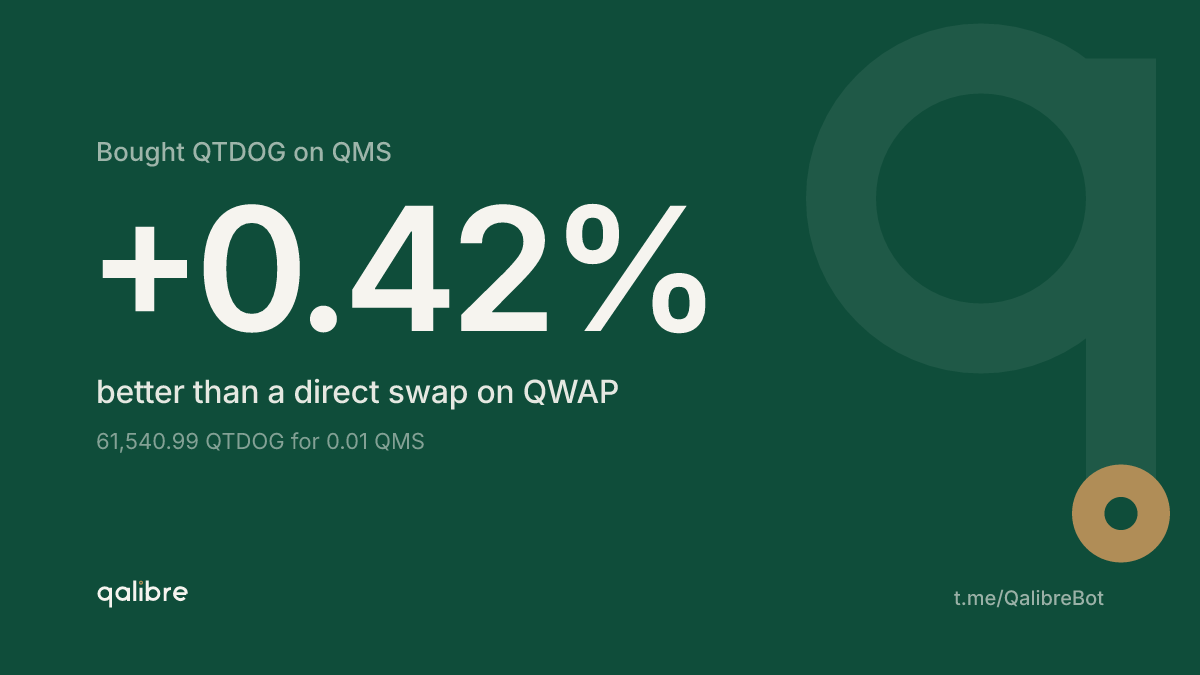 Bought QTDOG on QMS
+0.42%
better than a direct swap on QWAP
61,540.99 QTDOG for 0.01 QMS
qalibre
t.me/QalibreBot